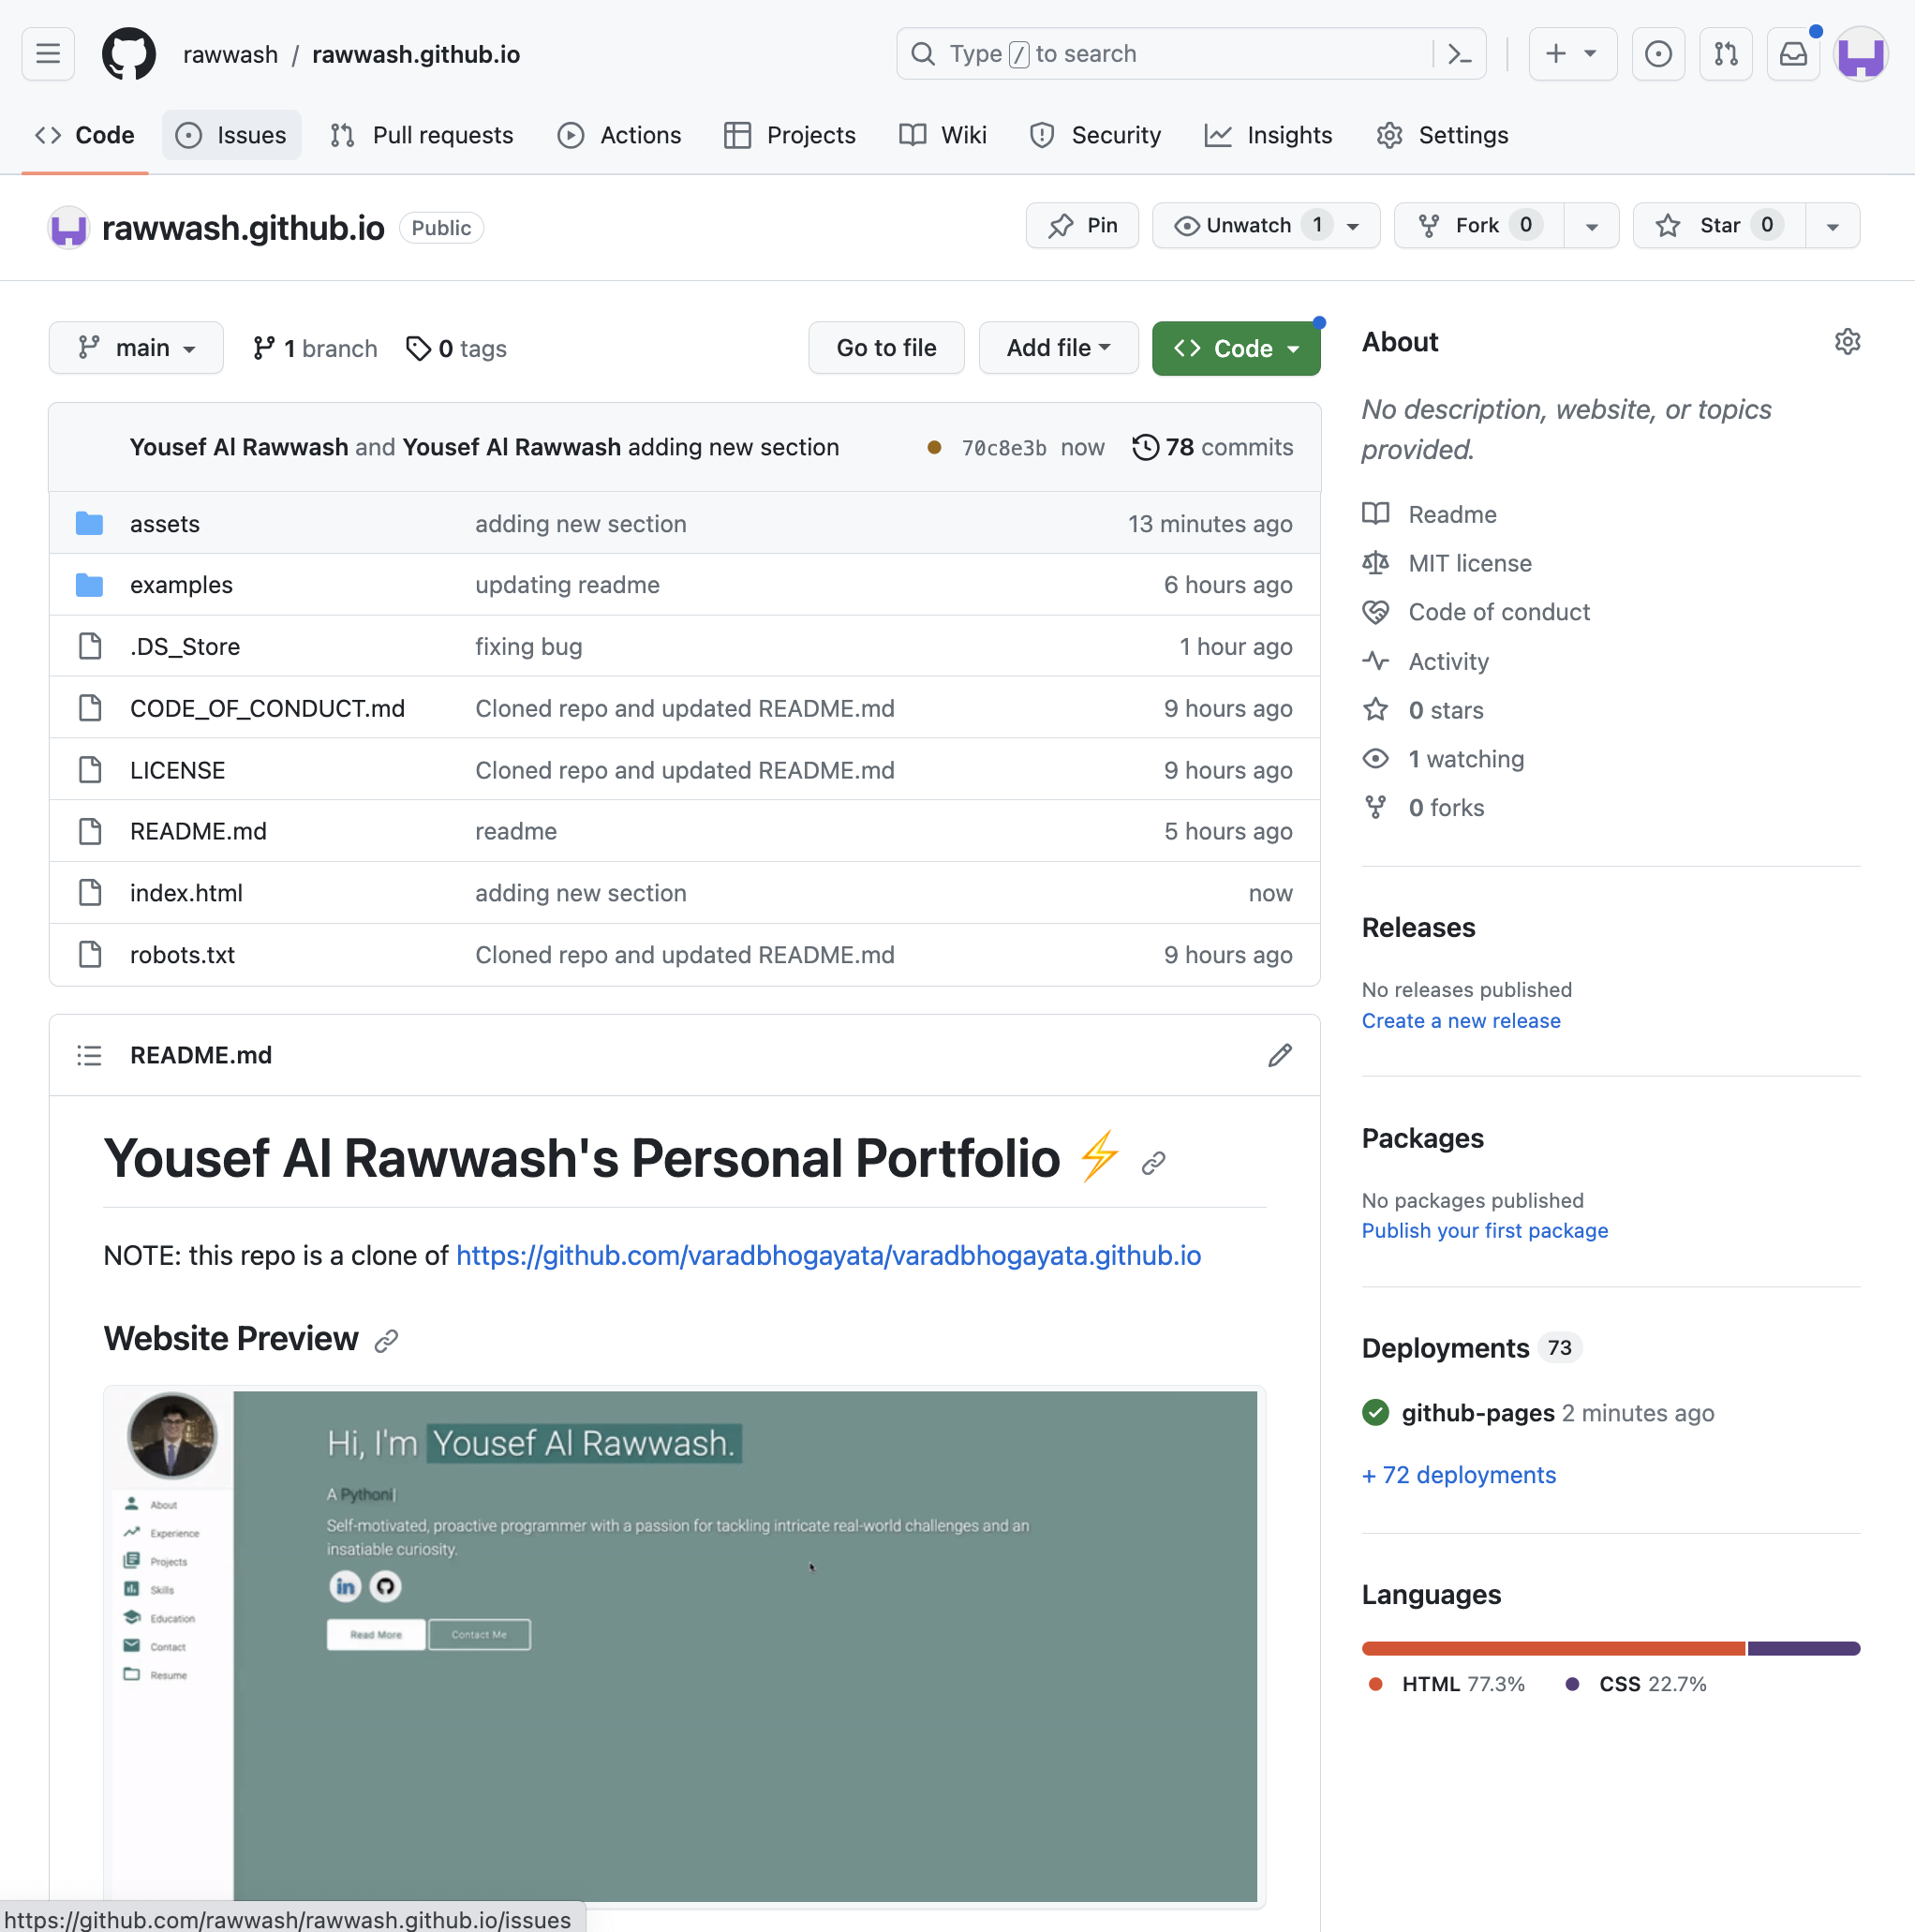 rawwash / rawwash.github.io
Type / to search
Code Issues Pull requests Actions Projects Wiki Security Insights Settings
rawwash.github.io Public
Pin Unwatch 1 Fork 0 Star 0
main 1 branch 0 tags Go to file Add file Code
Yousef Al Rawwash and Yousef Al Rawwash adding new section 70c8e3b now 78 commits
assets adding new section 13 minutes ago
examples updating readme 6 hours ago
.DS_Store fixing bug 1 hour ago
CODE_OF_CONDUCT.md Cloned repo and updated README.md 9 hours ago
LICENSE Cloned repo and updated README.md 9 hours ago
README.md readme 5 hours ago
index.html adding new section now
robots.txt Cloned repo and updated README.md 9 hours ago
README.md
Yousef Al Rawwash's Personal Portfolio ⚡
NOTE: this repo is a clone of https://github.com/varadbhogayata/varadbhogayata.github.io
Website Preview
About
Experience
Projects
Skills
Education
Contact
Resume
Hi, I'm Yousef Al Rawwash.
A Pythoni|
Self-motivated, proactive programmer with a passion for tackling intricate real-world challenges and an
insatiable curiosity.
in
Read More Contact Me
About
No description, website, or topics
provided.
Readme
MIT license
Code of conduct
Activity
0 stars
1 watching
0 forks
Releases
No releases published
Create a new release
Packages
No packages published
Publish your first package
Deployments 73
github-pages 2 minutes ago
+ 72 deployments
Languages
HTML 77.3% CSS 22.7%
https://github.com/rawwash/rawwash.github.io/issues